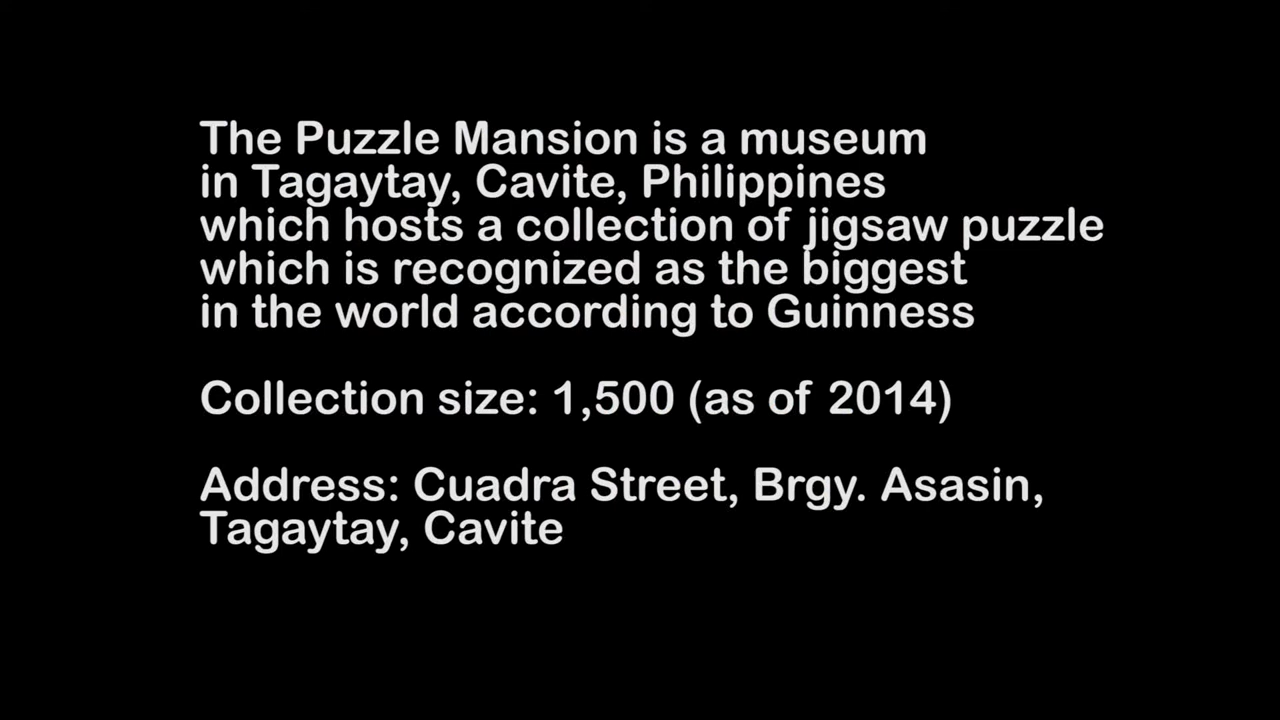 The Puzzle Mansion is a museum
in Tagaytay, Cavite, Philippines
which hosts a collection of jigsaw puzzle
which is recognized as the biggest
in the world according to Guinness
Collection size: 1,500 (as of 2014)
Address: Cuadra Street, Brgy. Asasin,
Tagaytay, Cavite